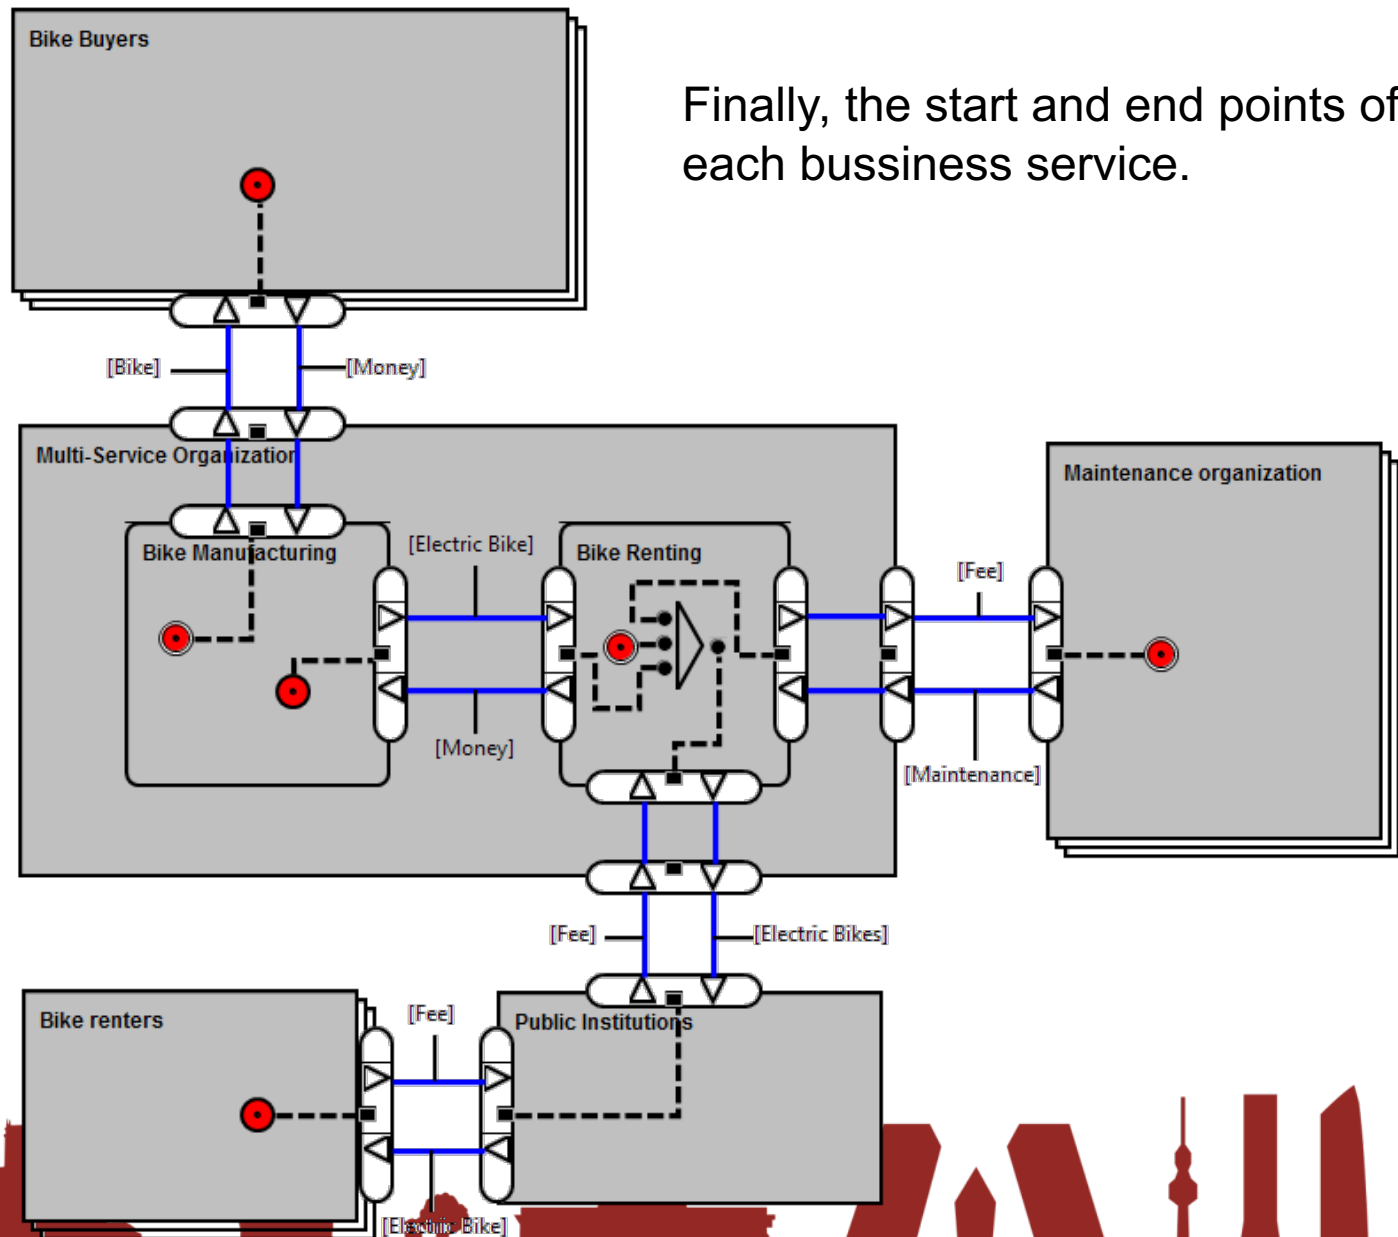 Bike Buyers
Finally, the start and end points of
each bussiness service.
[Bike]
[Money]
Multi-Service Organization
Maintenance organization
Bike Manufacturing
[Electric Bike]
Bike Renting
[Fee]
[Money]
[Maintenance]
[Fee]
[Electric Bikes]
Bike renters
[Fee]
Public Institutions
[Electric Bike]